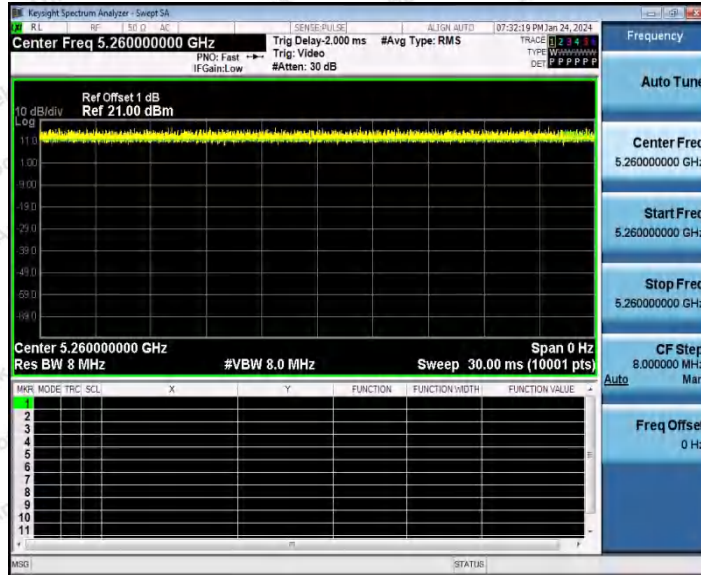 Keysight Spectrum Analyzer - Swept SA
RL RF 50 Ω AC SENSE:PULSE ALIGN AUTO 07:32:19 PM Jan 24, 2024
Center Freq 5.260000000 GHz
PNO: Fast
IFGain:Low
Trig Delay-2.000 ms
Trig: Video
#Atten: 30 dB
#Avg Type: RMS
TRACE 1 2 3 4 5 6
TYPE WWWWWW
DET P P P P P P
Frequency
Auto Tune
Center Freq
5.260000000 GHz
Start Freq
5.260000000 GHz
Stop Freq
5.260000000 GHz
CF Step
8.000000 MHz
Auto Man
Freq Offset
0 Hz
Ref Offset 1 dB
10 dB/div Ref 21.00 dBm
Log
11.0
1.00
-9.00
-19.0
-29.0
-39.0
-49.0
-59.0
-69.0
Center 5.260000000 GHz Span 0 Hz
Res BW 8 MHz #VBW 8.0 MHz Sweep 30.00 ms (10001 pts)
MKR MODE TRC SCL X Y FUNCTION FUNCTION WIDTH FUNCTION VALUE
1
2
3
4
5
6
7
8
9
10
11
MSG STATUS